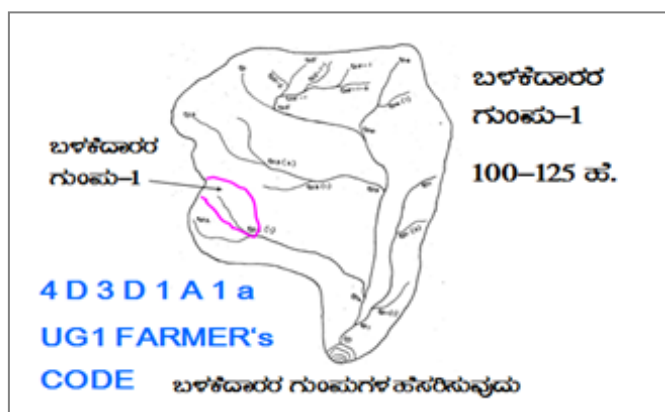 ಬಳಕೆದಾರರ
ಗುಂಪು–1
100–125 ಹೆ.
ಬಳಕೆದಾರರ
ಗುಂಪು–1
4 D 3 D 1 A 1 a
UG1 FARMER's
CODE
ಬಳಕೆದಾರರ ಗುಂಪುಗಳ ಹೆಸರಿಸುವುದು